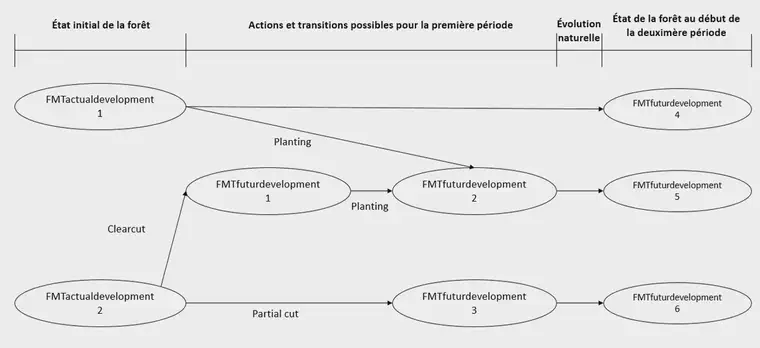 État initial de la forêt
Actions et transitions possibles pour la première période
Évolution
naturelle
État de la forêt au début de
la deuximère période
FMTactualdevelopment
1
FMTfuturdevelopment
4
Planting
FMTfuturdevelopment
1
FMTfuturdevelopment
2
FMTfuturdevelopment
5
Planting
Clearcut
FMTactualdevelopment
2
FMTfuturdevelopment
3
FMTfuturdevelopment
6
Partial cut